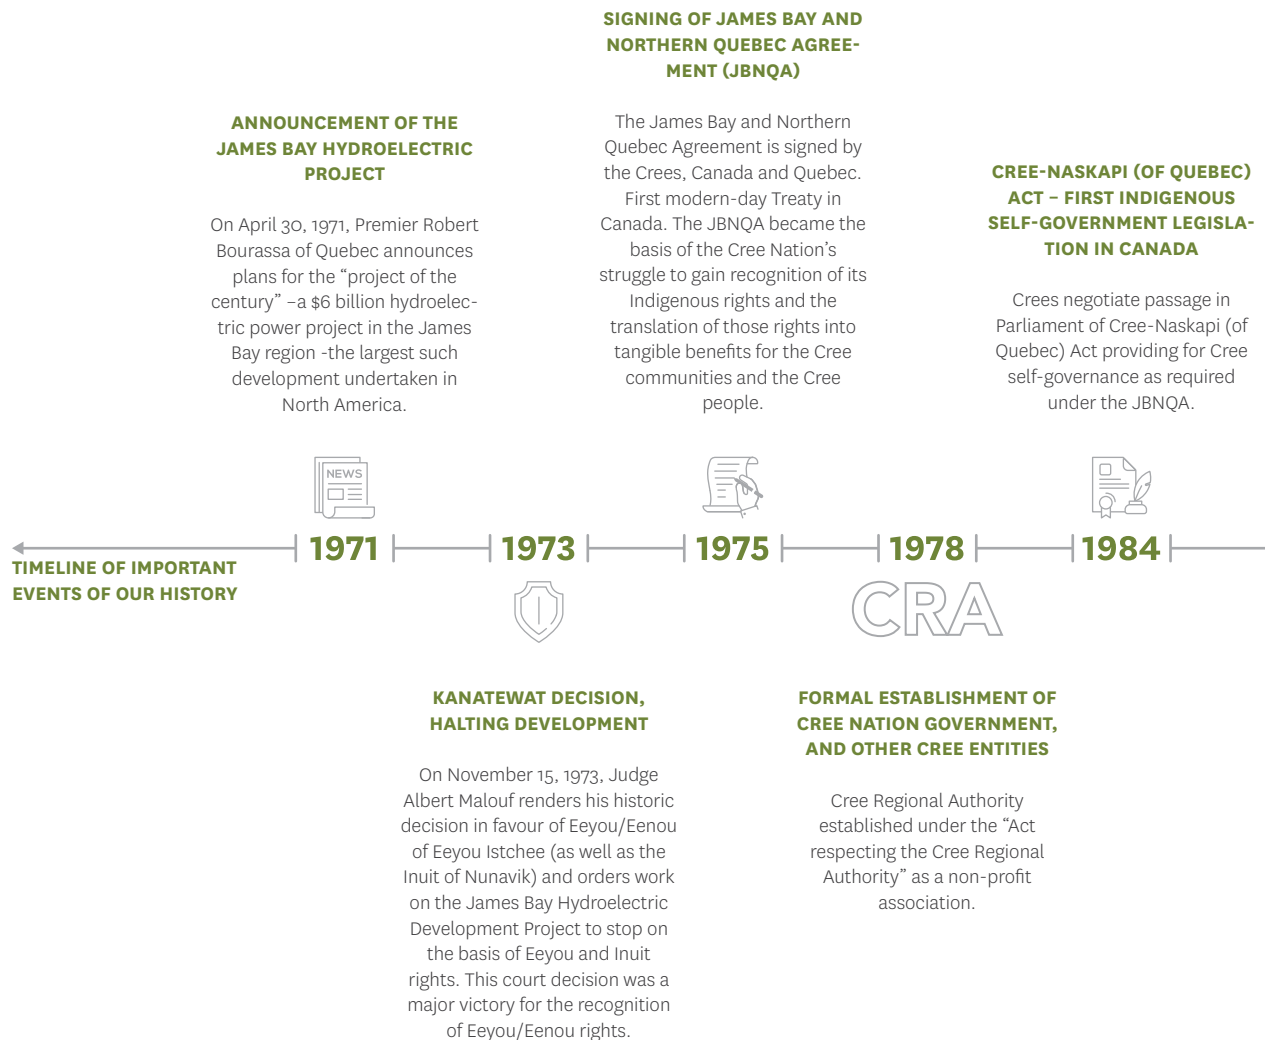 ANNOUNCEMENT OF THE
JAMES BAY HYDROELECTRIC
PROJECT
On April 30, 1971, Premier Robert
Bourassa of Quebec announces
plans for the “project of the
century” –a $6 billion hydroelec-
tric power project in the James
Bay region -the largest such
development undertaken in
North America.
SIGNING OF JAMES BAY AND
NORTHERN QUEBEC AGREE-
MENT (JBNQA)
The James Bay and Northern
Quebec Agreement is signed by
the Crees, Canada and Quebec.
First modern-day Treaty in
Canada. The JBNQA became the
basis of the Cree Nation’s
struggle to gain recognition of its
Indigenous rights and the
translation of those rights into
tangible benefits for the Cree
communities and the Cree
people.
CREE-NASKAPI (OF QUEBEC)
ACT – FIRST INDIGENOUS
SELF-GOVERNMENT LEGISLA-
TION IN CANADA
Crees negotiate passage in
Parliament of Cree-Naskapi (of
Quebec) Act providing for Cree
self-governance as required
under the JBNQA.
NEWS
1971
1973
1975
1978
1984
TIMELINE OF IMPORTANT
EVENTS OF OUR HISTORY
CRA
KANATEWAT DECISION,
HALTING DEVELOPMENT
On November 15, 1973, Judge
Albert Malouf renders his historic
decision in favour of Eeyou/Eenou
of Eeyou Istchee (as well as the
Inuit of Nunavik) and orders work
on the James Bay Hydroelectric
Development Project to stop on
the basis of Eeyou and Inuit
rights. This court decision was a
major victory for the recognition
of Eeyou/Eenou rights.
FORMAL ESTABLISHMENT OF
CREE NATION GOVERNMENT,
AND OTHER CREE ENTITIES
Cree Regional Authority
established under the “Act
respecting the Cree Regional
Authority” as a non-profit
association.